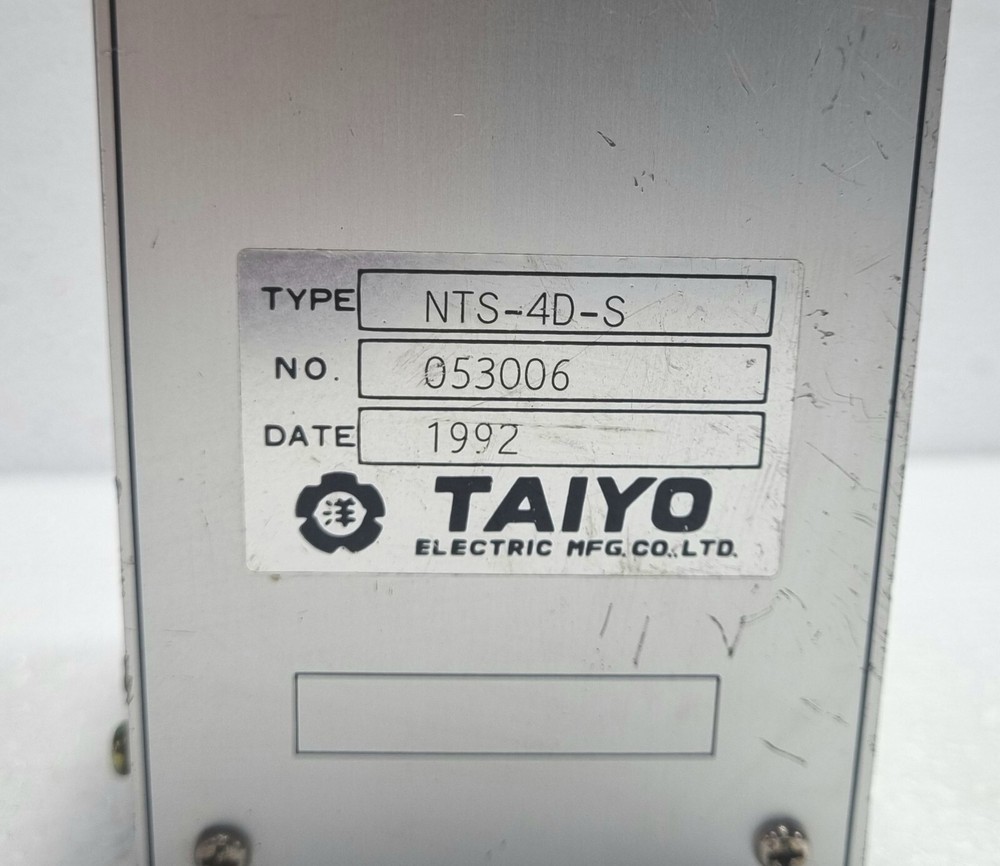 TYPE NTS-4D-S
NO. 053006
DATE 1992
洋 TAIYO
ELECTRIC MFG.CO.,LTD.